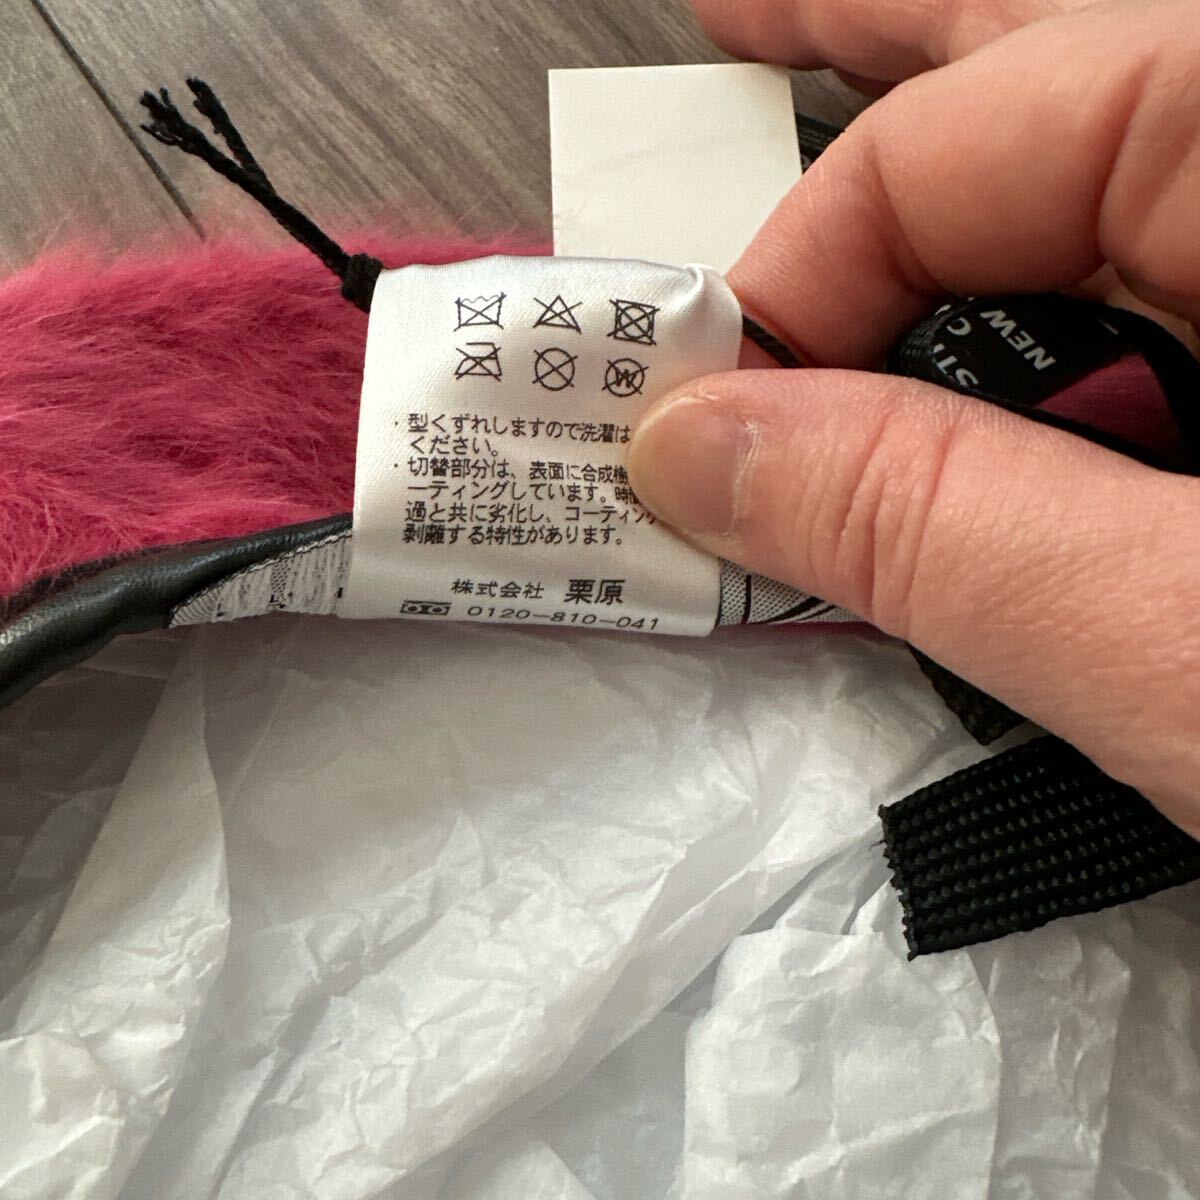 ・型くずれしますので洗濯は
ください。
・切替部分は、表面に合成樹
ーティングしています。時間
過と共に劣化し、コーティング
剥離する特性があります。
株式会社 栗原
0120-810-041
NEW